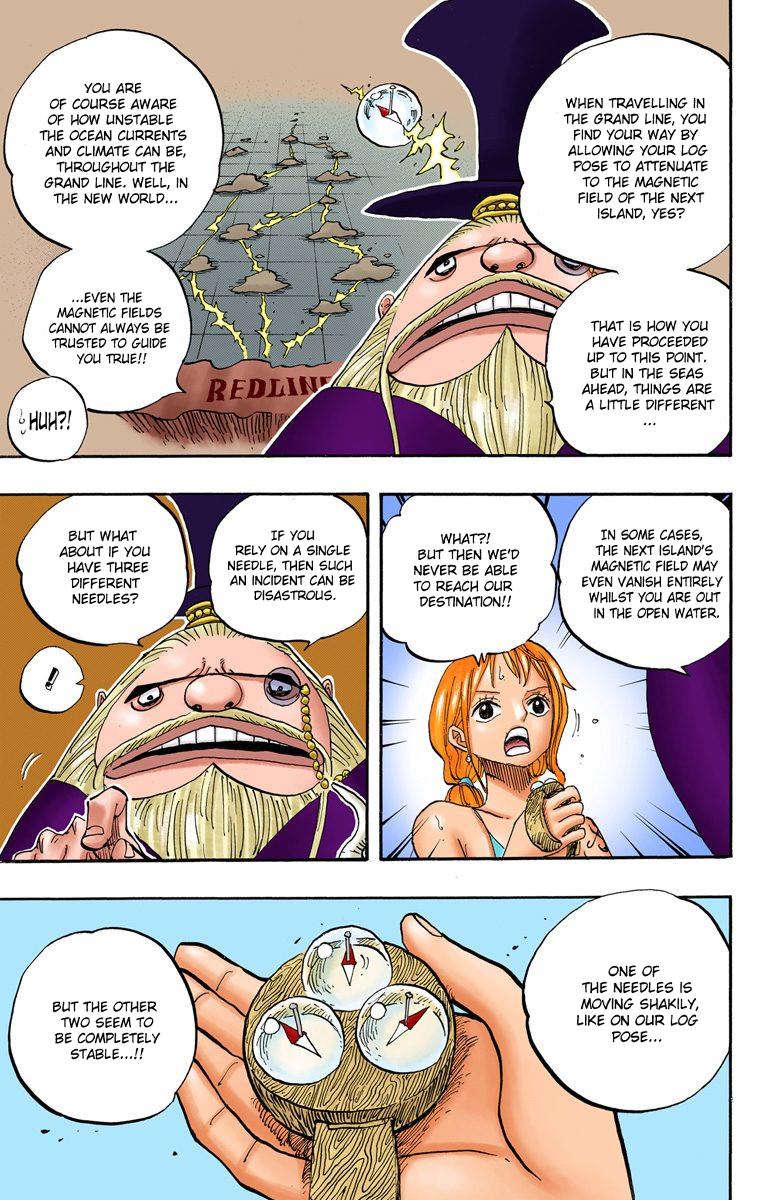 WHEN TRAVELLING IN
THE GRAND LINE, YOU
FIND YOUR WAY BY
ALLOWING YOUR LOG
POSE TO ATTENUATE
TO THE MAGNETIC
FIELD OF THE NEXT
ISLAND, YES?
THAT IS HOW YOU
HAVE PROCEEDED
UP TO THIS POINT.
BUT IN THE SEAS
AHEAD, THINGS ARE
A LITTLE DIFFERENT
...
YOU ARE
OF COURSE AWARE
OF HOW UNSTABLE
THE OCEAN CURRENTS
AND CLIMATE CAN BE,
THROUGHOUT THE
GRAND LINE. WELL, IN
THE NEW WORLD...
...EVEN THE
MAGNETIC FIELDS
CANNOT ALWAYS BE
TRUSTED TO GUIDE
YOU TRUE!!
REDLINE
HUH?!
IN SOME CASES,
THE NEXT ISLAND'S
MAGNETIC FIELD MAY
EVEN VANISH ENTIRELY
WHILST YOU ARE OUT
IN THE OPEN WATER.
WHAT?!
BUT THEN WE'D
NEVER BE ABLE
TO REACH OUR
DESTINATION!!
IF YOU
RELY ON A SINGLE
NEEDLE, THEN SUCH
AN INCIDENT CAN BE
DISASTROUS.
BUT WHAT
ABOUT IF YOU
HAVE THREE
DIFFERENT
NEEDLES?
!
ONE OF
THE NEEDLES IS
MOVING SHAKILY,
LIKE ON OUR LOG
POSE...
BUT THE OTHER
TWO SEEM TO
BE COMPLETELY
STABLE...!!